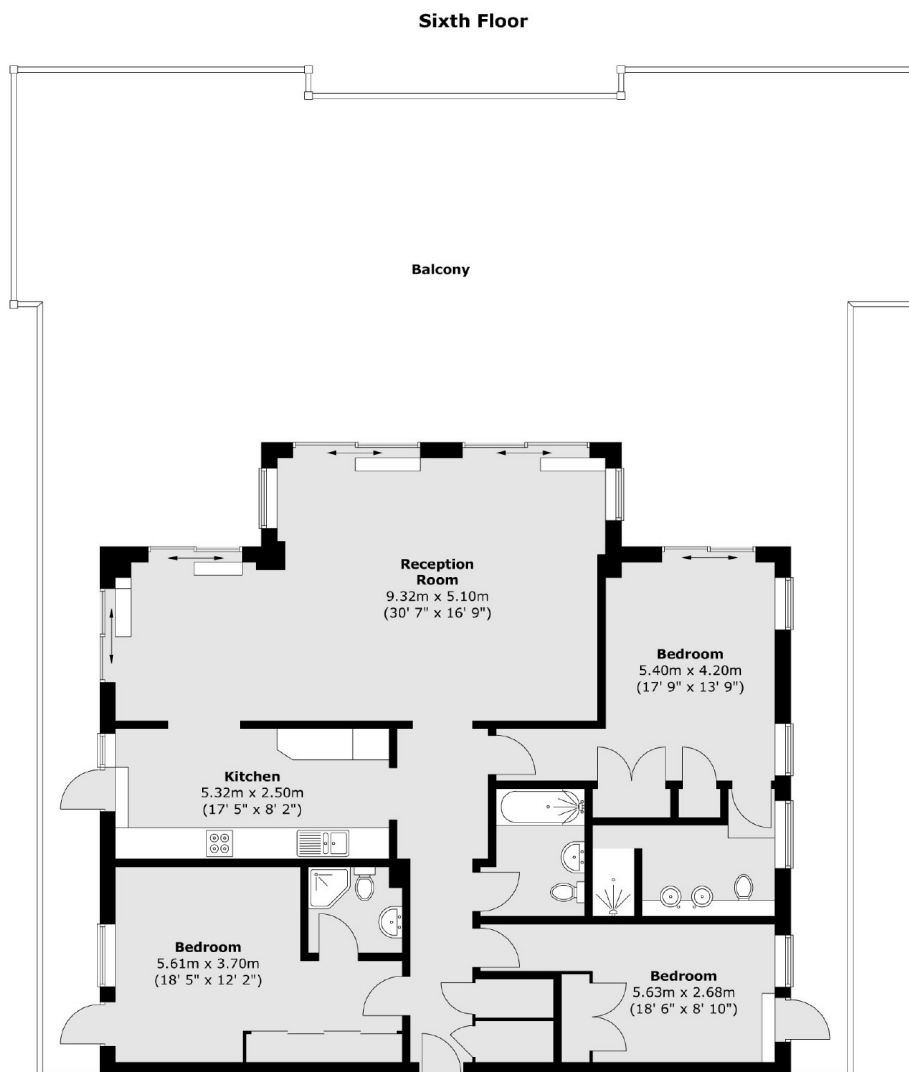 Sixth Floor
Balcony
Reception
Room
9.32m x 5.10m
(30' 7" x 16' 9")
Bedroom
5.40m x 4.20m
(17' 9" x 13' 9")
Kitchen
5.32m x 2.50m
(17' 5" x 8' 2")
Bedroom
5.61m x 3.70m
(18' 5" x 12' 2")
Bedroom
5.63m x 2.68m
(18' 6" x 8' 10")